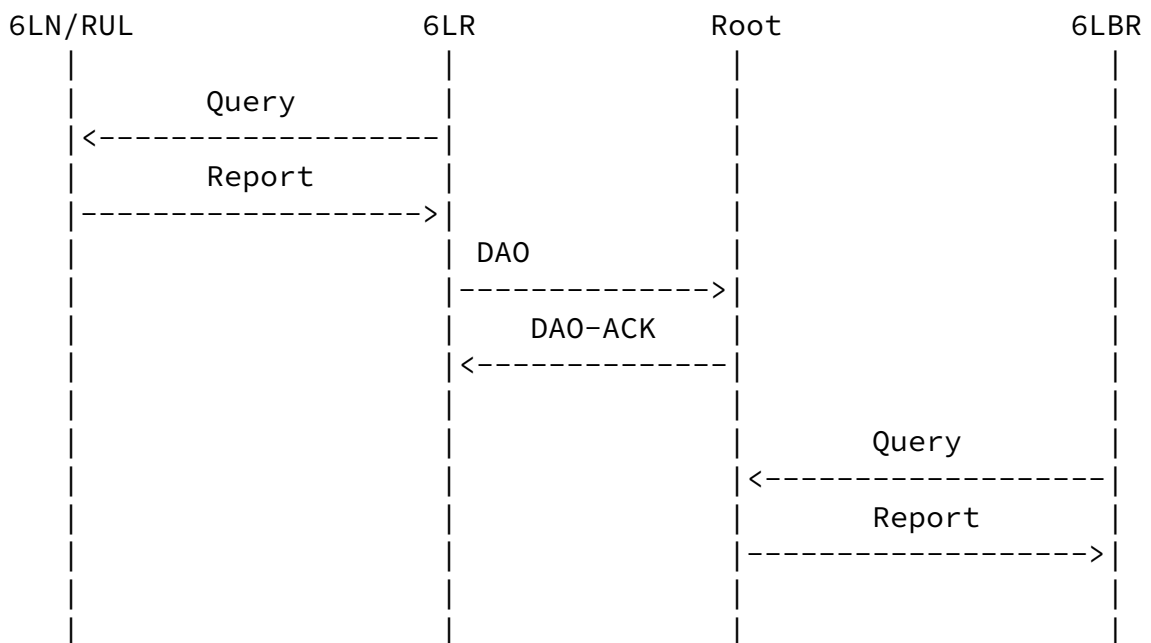 6LN/RUL 6LR Root 6LBR
Query
<-------------------
Report
------------------->
DAO
-------------->
DAO-ACK
<--------------
Query
<-------------------
Report
------------------->